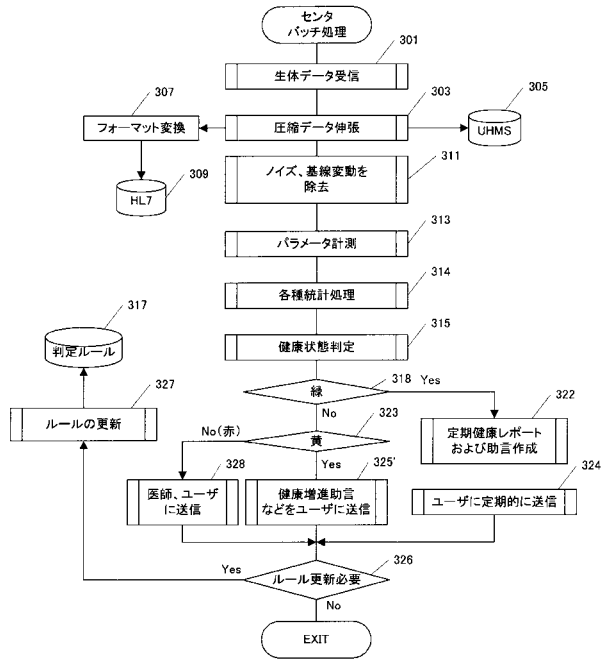 センタ
バッチ処理
301
生体データ受信
307
303
305
フォーマット変換
圧縮データ伸張
UHMS
311
ノイズ、基線変動を
除去
309
HL7
313
パラメータ計測
314
各種統計処理
317
315
判定ルール
健康状態判定
327
318
Yes
緑
322
ルールの更新
No
323
No(赤)
黄
定期健康レポート
および助言作成
328
Yes
325'
324
医師、ユーザ
に送信
健康増進助言
などをユーザに送信
ユーザに定期的に送信
Yes
326
ルール更新必要
No
EXIT